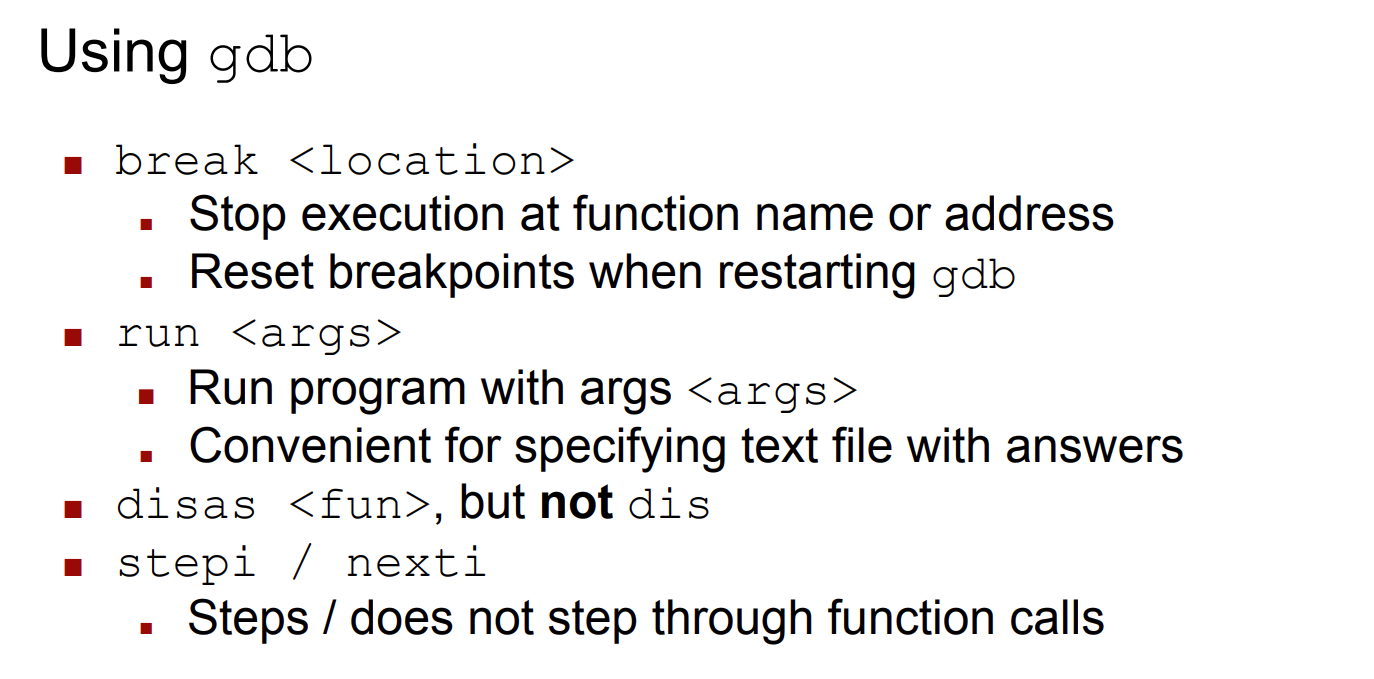 Using gdb
break <location>
Stop execution at function name or address
Reset breakpoints when restarting gdb
run <args>
Run program with args <args>
Convenient for specifying text file with answers
disas <fun>, but not dis
stepi / nexti
Steps / does not step through function calls